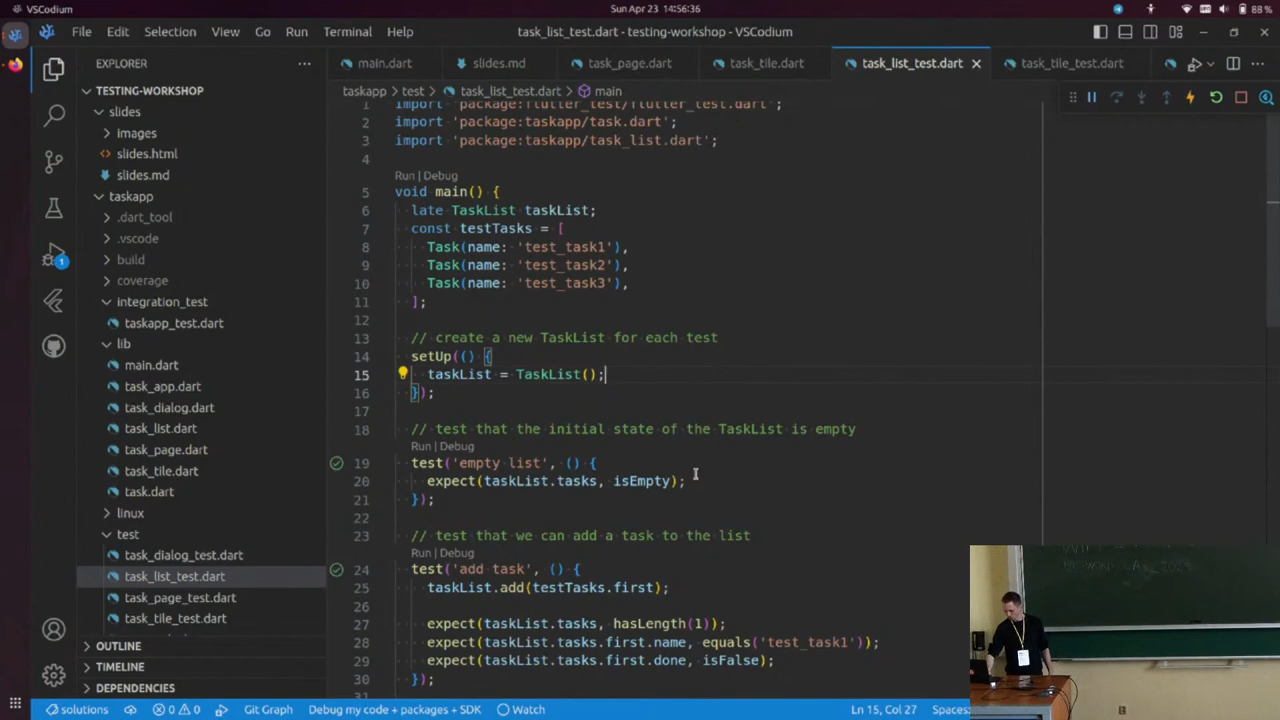 VSCodium
Sun Apr 23 14:56:36
88 %
File Edit Selection View Go Run Terminal Help
task_list_test.dart - testing-workshop - VSCodium
EXPLORER
main.dart
slides.md
task_page.dart
task_tile.dart
task_list_test.dart
task_tile_test.dart
taskapp > test > task_list_test.dart > main
TESTING-WORKSHOP
slides
images
slides.html
slides.md
taskapp
.dart_tool
.vscode
build
coverage
integration_test
taskapp_test.dart
lib
main.dart
task_app.dart
task_dialog.dart
task_list.dart
task_page.dart
task_tile.dart
task.dart
linux
test
task_dialog_test.dart
task_list_test.dart
task_page_test.dart
task_tile_test.dart
OUTLINE
TIMELINE
DEPENDENCIES
1
1 import 'package:flutter_test/flutter_test.dart';
2 import 'package:taskapp/task.dart';
3 import 'package:taskapp/task_list.dart';
4
Run | Debug
5 void main() {
6 late TaskList taskList;
7 const testTasks = [
8 Task(name: 'test_task1'),
9 Task(name: 'test_task2'),
10 Task(name: 'test_task3'),
11 ];
12
13 // create a new TaskList for each test
14 setUp(() {
15 taskList = TaskList();
16 });
17
18 // test that the initial state of the TaskList is empty
Run | Debug
19 test('empty list', () {
20 expect(taskList.tasks, isEmpty);
21 });
22
23 // test that we can add a task to the list
Run | Debug
24 test('add task', () {
25 taskList.add(testTasks.first);
26
27 expect(taskList.tasks, hasLength(1));
28 expect(taskList.tasks.first.name, equals('test_task1'));
29 expect(taskList.tasks.first.done, isFalse);
30 });
31
solutions
0 0
Git Graph
Debug my code + packages + SDK
Watch
Ln 15, Col 27
Spaces: